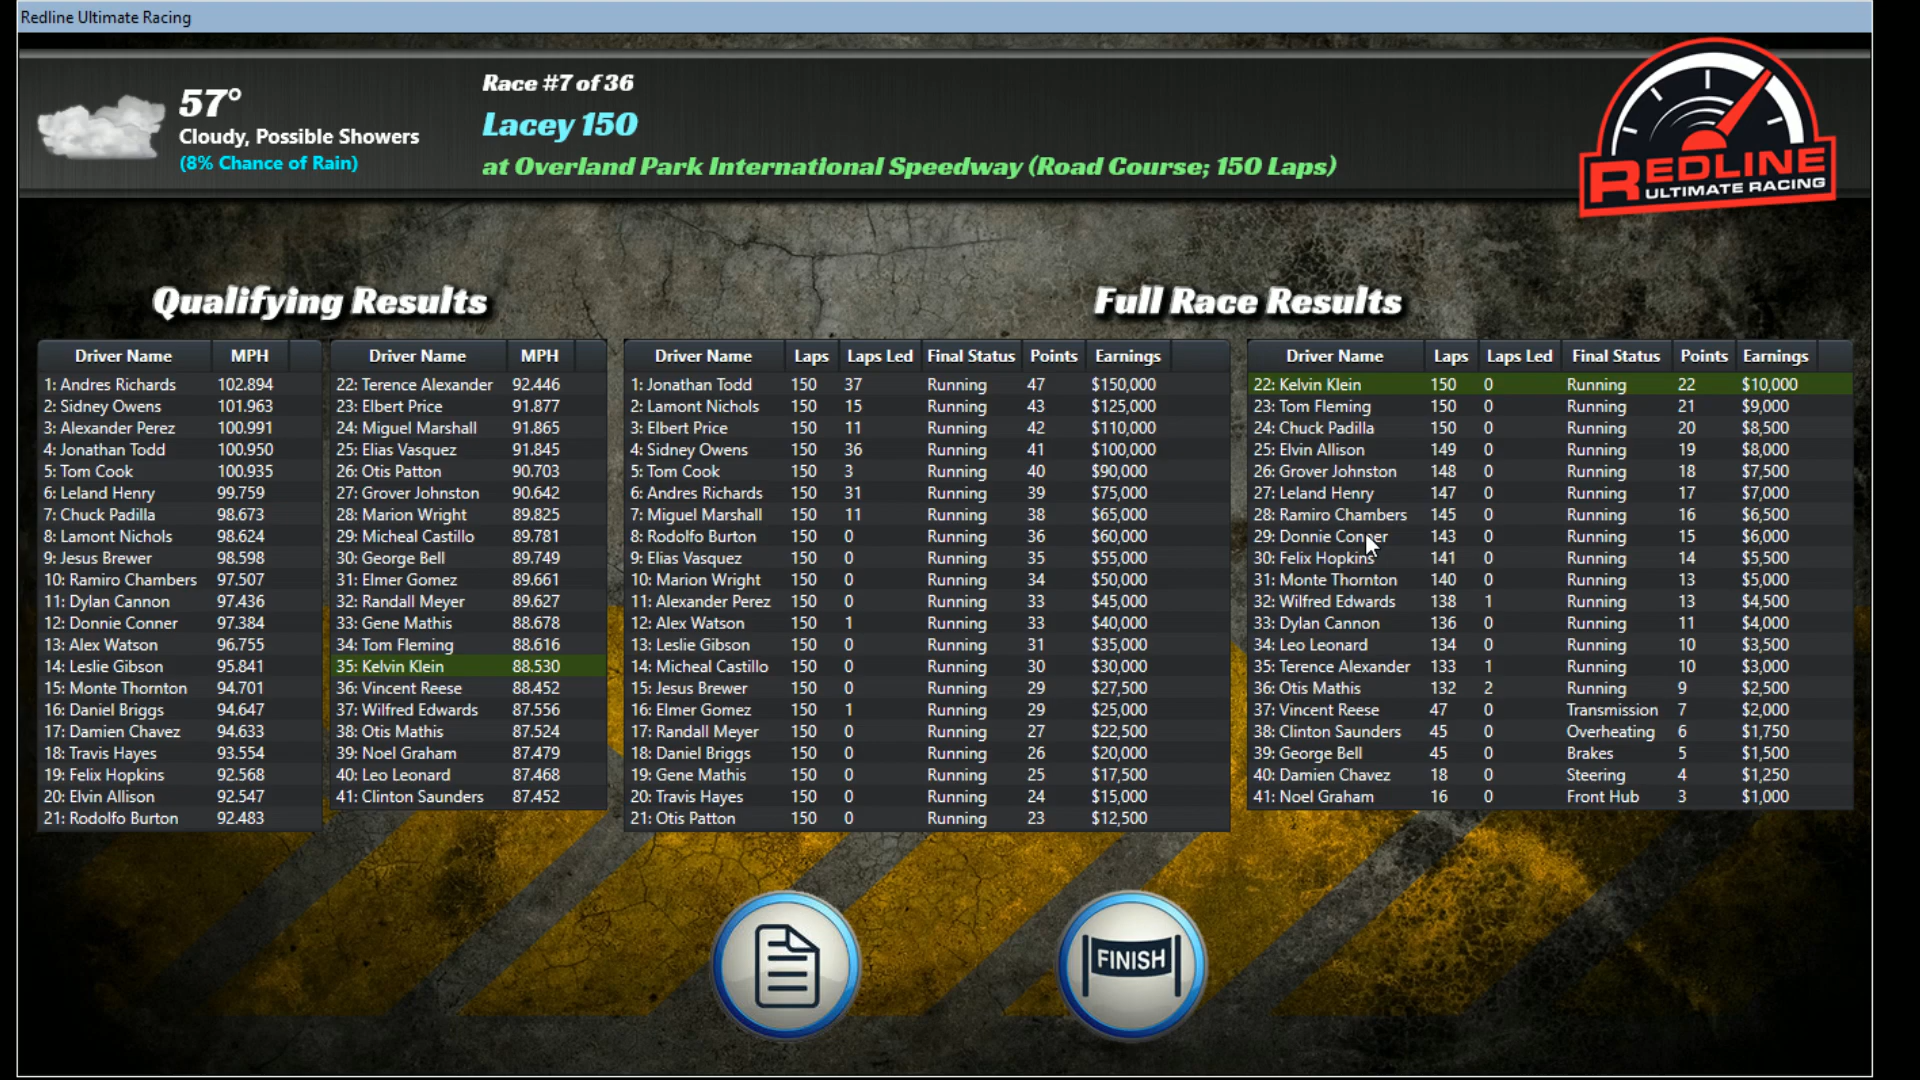 Redline Ultimate Racing
57°
Cloudy, Possible Showers
(8% Chance of Rain)
Race #7 of 36
Lacey 150
at Overland Park International Speedway (Road Course; 150 Laps)
REDLINE
ULTIMATE RACING
Qualifying Results
Driver Name MPH
1: Andres Richards 102.894
2: Sidney Owens 101.963
3: Alexander Perez 100.991
4: Jonathan Todd 100.950
5: Tom Cook 100.935
6: Leland Henry 99.759
7: Chuck Padilla 98.673
8: Lamont Nichols 98.624
9: Jesus Brewer 98.598
10: Ramiro Chambers 97.507
11: Dylan Cannon 97.436
12: Donnie Conner 97.384
13: Alex Watson 96.755
14: Leslie Gibson 95.841
15: Monte Thornton 94.701
16: Daniel Briggs 94.647
17: Damien Chavez 94.633
18: Travis Hayes 93.554
19: Felix Hopkins 92.568
20: Elvin Allison 92.547
21: Rodolfo Burton 92.483
Driver Name MPH
22: Terence Alexander 92.446
23: Elbert Price 91.877
24: Miguel Marshall 91.865
25: Elias Vasquez 91.845
26: Otis Patton 90.703
27: Grover Johnston 90.642
28: Marion Wright 89.825
29: Micheal Castillo 89.781
30: George Bell 89.749
31: Elmer Gomez 89.661
32: Randall Meyer 89.627
33: Gene Mathis 88.678
34: Tom Fleming 88.616
35: Kelvin Klein 88.530
36: Vincent Reese 88.452
37: Wilfred Edwards 87.556
38: Otis Mathis 87.524
39: Noel Graham 87.479
40: Leo Leonard 87.468
41: Clinton Saunders 87.452
Full Race Results
Driver Name Laps Laps Led Final Status Points Earnings
1: Jonathan Todd 150 37 Running 47 $150,000
2: Lamont Nichols 150 15 Running 43 $125,000
3: Elbert Price 150 11 Running 42 $110,000
4: Sidney Owens 150 36 Running 41 $100,000
5: Tom Cook 150 3 Running 40 $90,000
6: Andres Richards 150 31 Running 39 $75,000
7: Miguel Marshall 150 11 Running 38 $65,000
8: Rodolfo Burton 150 0 Running 36 $60,000
9: Elias Vasquez 150 0 Running 35 $55,000
10: Marion Wright 150 0 Running 34 $50,000
11: Alexander Perez 150 0 Running 33 $45,000
12: Alex Watson 150 1 Running 33 $40,000
13: Leslie Gibson 150 0 Running 31 $35,000
14: Micheal Castillo 150 0 Running 30 $30,000
15: Jesus Brewer 150 0 Running 29 $27,500
16: Elmer Gomez 150 1 Running 29 $25,000
17: Randall Meyer 150 0 Running 27 $22,500
18: Daniel Briggs 150 0 Running 26 $20,000
19: Gene Mathis 150 0 Running 25 $17,500
20: Travis Hayes 150 0 Running 24 $15,000
21: Otis Patton 150 0 Running 23 $12,500
Driver Name Laps Laps Led Final Status Points Earnings
22: Kelvin Klein 150 0 Running 22 $10,000
23: Tom Fleming 150 0 Running 21 $9,000
24: Chuck Padilla 150 0 Running 20 $8,500
25: Elvin Allison 149 0 Running 19 $8,000
26: Grover Johnston 148 0 Running 18 $7,500
27: Leland Henry 147 0 Running 17 $7,000
28: Ramiro Chambers 145 0 Running 16 $6,500
29: Donnie Conner 143 0 Running 15 $6,000
30: Felix Hopkins 141 0 Running 14 $5,500
31: Monte Thornton 140 0 Running 13 $5,000
32: Wilfred Edwards 138 1 Running 13 $4,500
33: Dylan Cannon 136 0 Running 11 $4,000
34: Leo Leonard 134 0 Running 10 $3,500
35: Terence Alexander 133 1 Running 10 $3,000
36: Otis Mathis 132 2 Running 9 $2,500
37: Vincent Reese 47 0 Transmission 7 $2,000
38: Clinton Saunders 45 0 Overheating 6 $1,750
39: George Bell 45 0 Brakes 5 $1,500
40: Damien Chavez 18 0 Steering 4 $1,250
41: Noel Graham 16 0 Front Hub 3 $1,000
FINISH